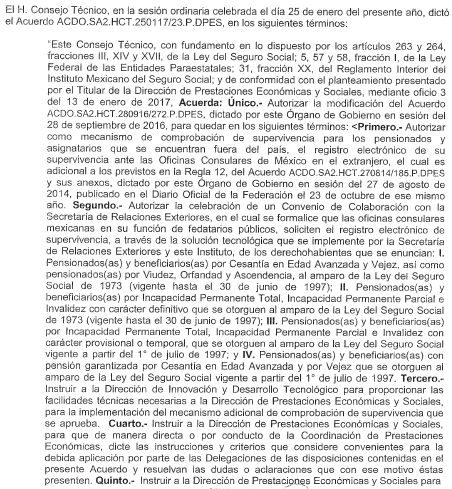 El H. Consejo Técnico, en la sesión ordinaria celebrada el día 25 de enero del presente año, dictó
el Acuerdo ACDO.SA2.HCT.250117/23.P.DPES, en los siguientes términos:
"Este Consejo Técnico, con fundamento en lo dispuesto por los artículos 263 y 264,
fracciones III, XIV y XVII, de la Ley del Seguro Social; 5, 57 y 58, fracción I, de la Ley
Federal de las Entidades Paraestatales; 31, fracción XX, del Reglamento Interior del
Instituto Mexicano del Seguro Social; y de conformidad con el planteamiento presentado
por el Titular de la Dirección de Prestaciones Económicas y Sociales, mediante oficio 3
del 13 de enero de 2017, Acuerda: Único.- Autorizar la modificación del Acuerdo
ACDO.SA2.HCT.280916/272.P.DPES, dictado por este Órgano de Gobierno en sesión del
28 de septiembre de 2016, para quedar en los siguientes términos: <Primero.- Autorizar
como mecanismo de comprobación de supervivencia para los pensionados y
asignatarios que se encuentran fuera del país, el registro electrónico de su
supervivencia ante las Oficinas Consulares de México en el extranjero, el cual es
adicional a los previstos en la Regla 12, del Acuerdo ACDO.SA2.HCT.270814/185.P.DPES
y sus anexos, dictado por este Órgano de Gobierno en sesión del 27 de agosto de
2014, publicado en el Diario Oficial de la Federación el 23 de octubre de ese mismo
año. Segundo.- Autorizar la celebración de un Convenio de Colaboración con la
Secretaría de Relaciones Exteriores, en el cual se formalice que las oficinas consulares
mexicanas en su función de fedatarios públicos, soliciten el registro electrónico de
supervivencia, a través de la solución tecnológica que se implemente por la Secretaría
de Relaciones Exteriores y este Instituto, de los derechohabientes que se enuncian: I.
Pensionados(as) y beneficiarios(as) por Cesantía en Edad Avanzada y Vejez, así como
pensionados(as) por Viudez, Orfandad y Ascendencia, al amparo de la Ley del Seguro
Social de 1973 (vigente hasta el 30 de junio de 1997); II. Pensionados(as) y
beneficiarios(as) por Incapacidad Permanente Total, Incapacidad Permanente Parcial e
Invalidez con carácter definitivo que se otorguen al amparo de la Ley del Seguro Social
de 1973 (vigente hasta el 30 de junio de 1997); III. Pensionados(as) y beneficiarios(as)
por Incapacidad Permanente Total, Incapacidad Permanente Parcial e Invalidez con
carácter provisional o temporal, que se otorguen al amparo de la Ley del Seguro Social
vigente a partir del 1° de julio de 1997; y IV. Pensionados(as) y beneficiarios(as) con
pensión garantizada por Cesantía en Edad Avanzada y por Vejez que se otorguen al
amparo de la Ley del Seguro Social vigente a partir del 1° de julio de 1997. Tercero.-
Instruir a la Dirección de Innovación y Desarrollo Tecnológico para proporcionar las
facilidades técnicas necesarias a la Dirección de Prestaciones Económicas y Sociales,
para la implementación del mecanismo adicional de comprobación de supervivencia que
se aprueba. Cuarto.- Instruir a la Dirección de Prestaciones Económicas y Sociales,
para que de manera directa o por conducto de la Coordinación de Prestaciones
Económicas, dicte las instrucciones y criterios que considere convenientes para la
debida aplicación por parte de las Delegaciones de las disposiciones contenidas en el
presente Acuerdo y resuelvan las dudas o aclaraciones que con ese motivo éstas
presenten. Quinto.- Instruir a la Dirección de Prestaciones Económicas y Sociales para